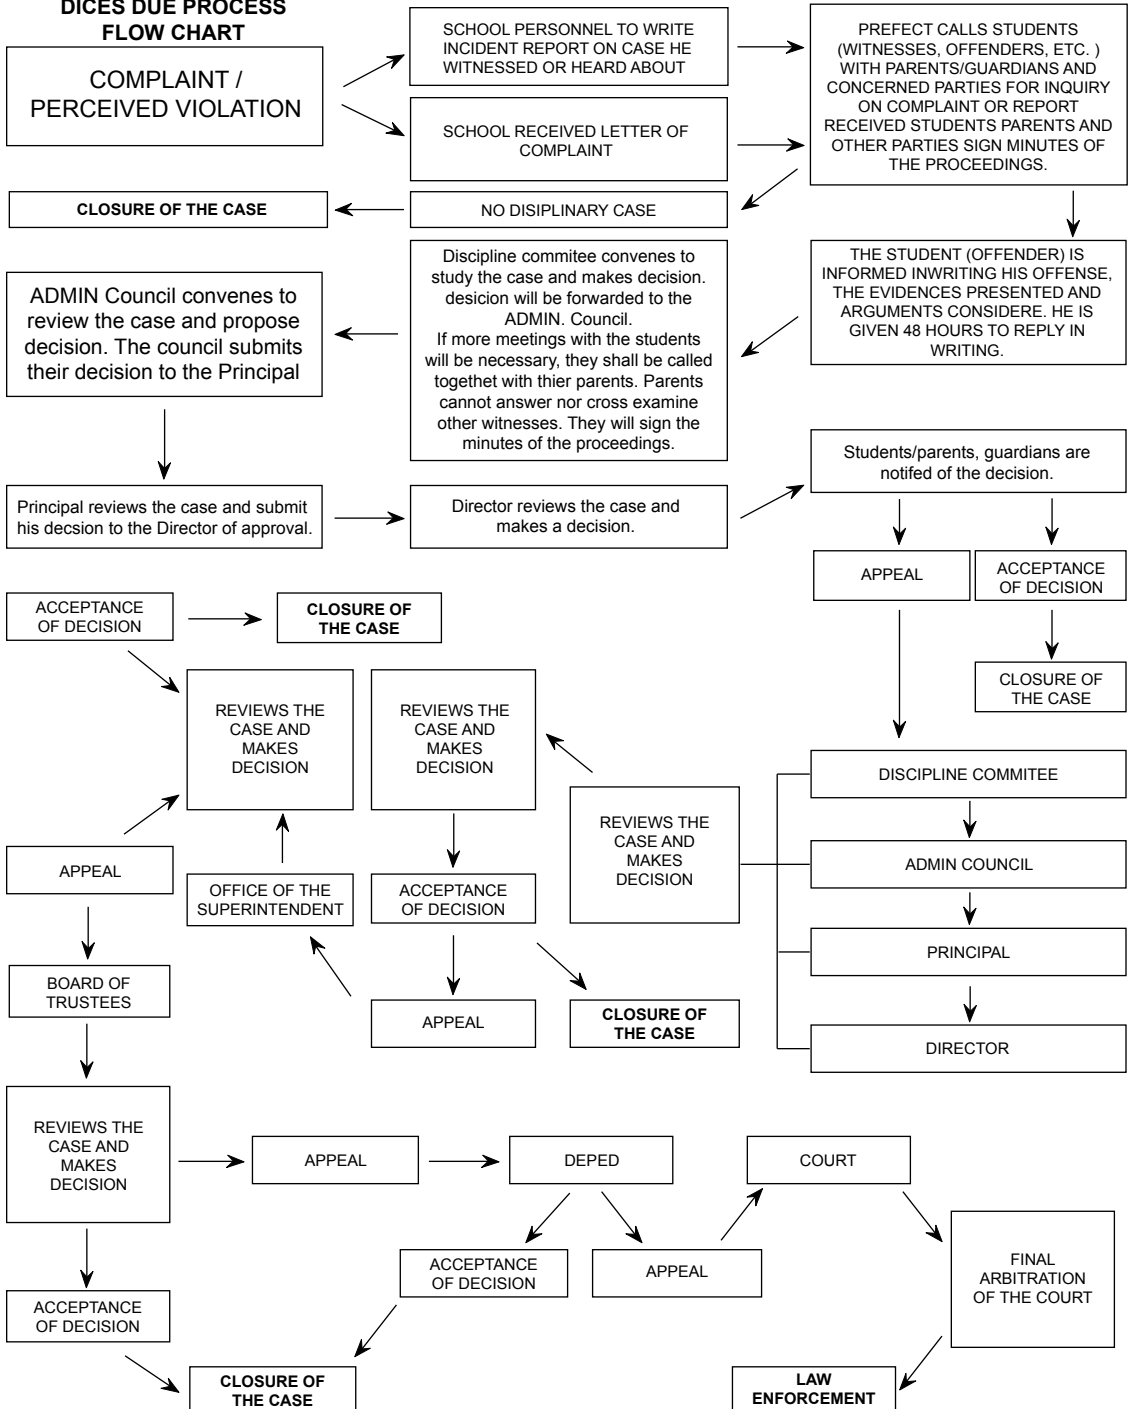 DICES DUE PROCESS
FLOW CHART
COMPLAINT /
PERCEIVED VIOLATION
SCHOOL PERSONNEL TO WRITE
INCIDENT REPORT ON CASE HE
WITNESSED OR HEARD ABOUT
SCHOOL RECEIVED LETTER OF
COMPLAINT
PREFECT CALLS STUDENTS
(WITNESSES, OFFENDERS, ETC. )
WITH PARENTS/GUARDIANS AND
CONCERNED PARTIES FOR INQUIRY
ON COMPLAINT OR REPORT
RECEIVED STUDENTS PARENTS AND
OTHER PARTIES SIGN MINUTES OF
THE PROCEEDINGS.
CLOSURE OF THE CASE
NO DISIPLINARY CASE
THE STUDENT (OFFENDER) IS
INFORMED INWRITING HIS OFFENSE,
THE EVIDENCES PRESENTED AND
ARGUMENTS CONSIDERE. HE IS
GIVEN 48 HOURS TO REPLY IN
WRITING.
Discipline commitee convenes to
study the case and makes decision.
desicion will be forwarded to the
ADMIN. Council.
If more meetings with the students
will be necessary, they shall be called
togethet with thier parents. Parents
cannot answer nor cross examine
other witnesses. They will sign the
minutes of the proceedings.
ADMIN Council convenes to
review the case and propose
decision. The council submits
their decision to the Principal
Principal reviews the case and submit
his decsion to the Director of approval.
Director reviews the case and
makes a decision.
Students/parents, guardians are
notifed of the decision.
APPEAL
ACCEPTANCE
OF DECISION
CLOSURE OF
THE CASE
ACCEPTANCE
OF DECISION
CLOSURE OF
THE CASE
REVIEWS THE
CASE AND
MAKES
DECISION
REVIEWS THE
CASE AND
MAKES
DECISION
REVIEWS THE
CASE AND
MAKES
DECISION
DISCIPLINE COMMITEE
ADMIN COUNCIL
PRINCIPAL
DIRECTOR
APPEAL
OFFICE OF THE
SUPERINTENDENT
ACCEPTANCE
OF DECISION
BOARD OF
TRUSTEES
APPEAL
CLOSURE OF
THE CASE
REVIEWS THE
CASE AND
MAKES
DECISION
APPEAL
DEPED
COURT
ACCEPTANCE
OF DECISION
APPEAL
FINAL
ARBITRATION
OF THE COURT
ACCEPTANCE
OF DECISION
CLOSURE OF
THE CASE
LAW
ENFORCEMENT